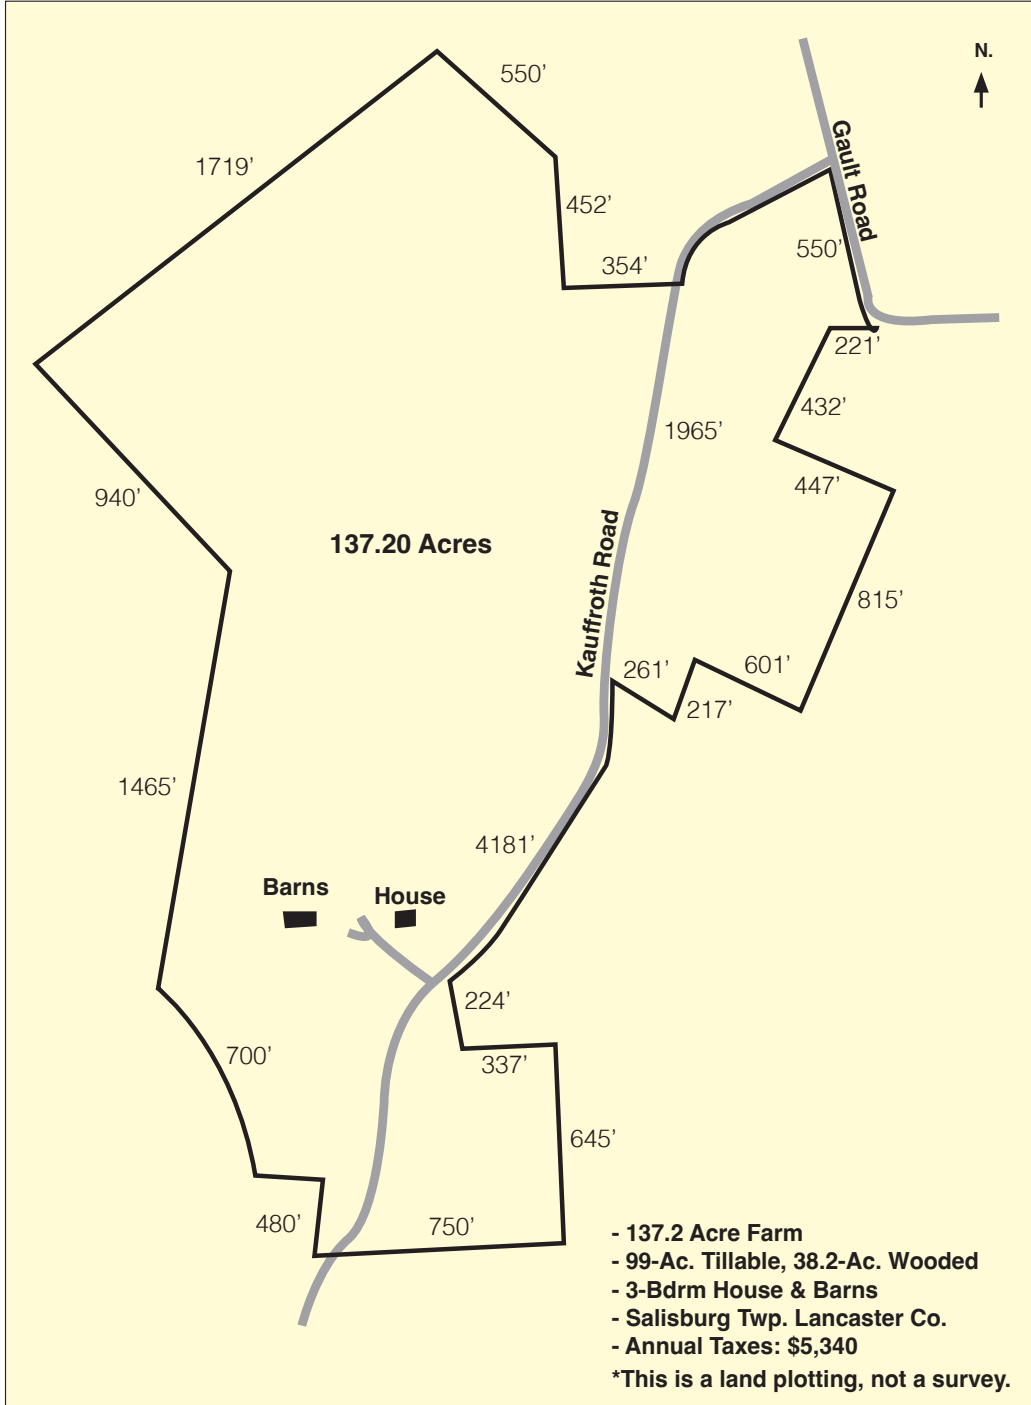 N.
550’
Gault Road
1719’
452’
550’
354’
221’
432’
1965’
447’
940’
137.20 Acres
Kauffroth Road
815’
261’
601’
217’
1465’
4181’
Barns
House
224’
700’
337’
645’
480’
750’
- 137.2 Acre Farm
- 99-Ac. Tillable, 38.2-Ac. Wooded
- 3-Bdrm House & Barns
- Salisburg Twp. Lancaster Co.
- Annual Taxes: $5,340
*This is a land plotting, not a survey.